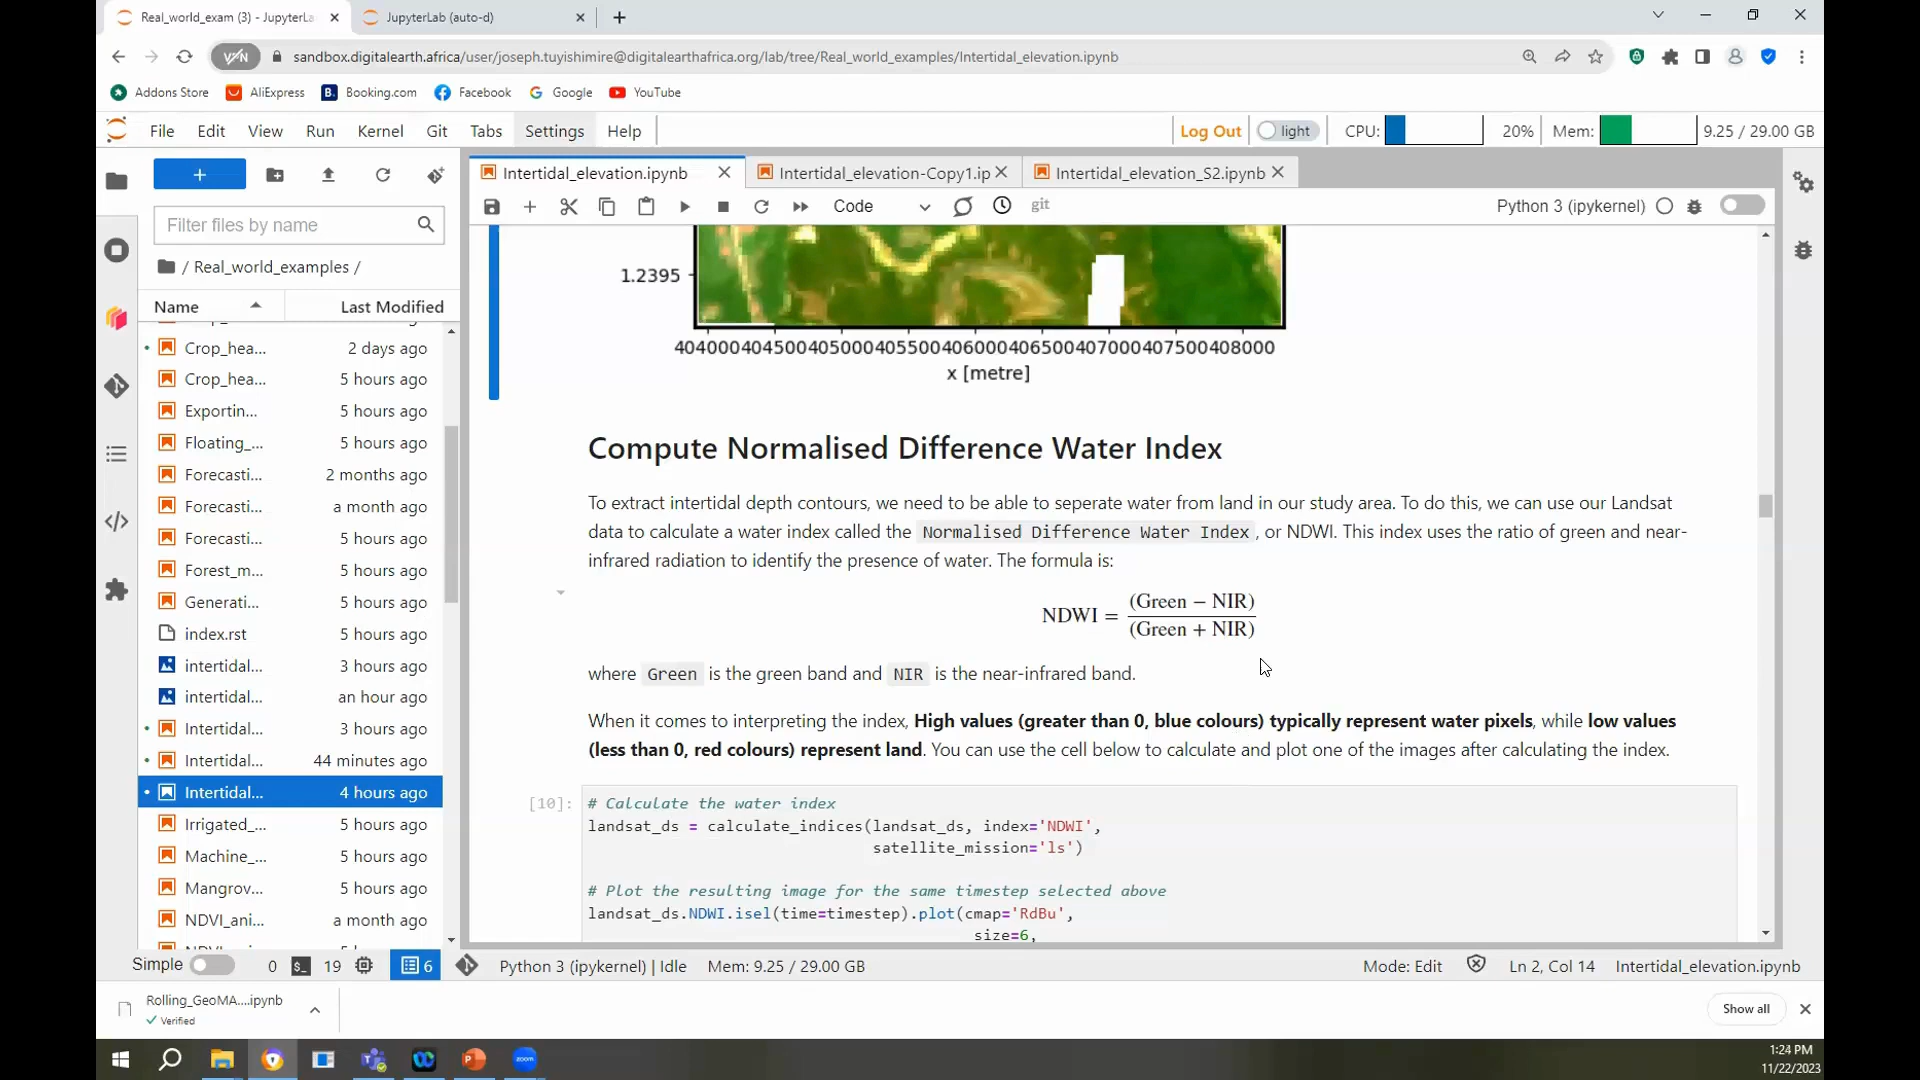 Real_world_exam (3) - JupyterLa
JupyterLab (auto-d)
VPN
sandbox.digitalearth.africa/user/joseph.tuyishimire@digitalearthafrica.org/lab/tree/Real_world_examples/Intertidal_elevation.ipynb
Addons Store
AliExpress
Booking.com
Facebook
Google
YouTube
File
Edit
View
Run
Kernel
Git
Tabs
Settings
Help
Log Out
light
CPU:
20%
Mem:
9.25 / 29.00 GB
Intertidal_elevation.ipynb
Intertidal_elevation-Copy1.ip
Intertidal_elevation_S2.ipynb
Code
git
Python 3 (ipykernel)
Filter files by name
/ Real_world_examples /
Name
Last Modified
Crop_hea... 2 days ago
Crop_hea... 5 hours ago
Exportin... 5 hours ago
Floating_... 5 hours ago
Forecasti... 2 months ago
Forecasti... a month ago
Forecasti... 5 hours ago
Forest_m... 5 hours ago
Generati... 5 hours ago
index.rst 5 hours ago
intertidal... 3 hours ago
intertidal... an hour ago
Intertidal... 3 hours ago
Intertidal... 44 minutes ago
Intertidal... 4 hours ago
Irrigated_... 5 hours ago
Machine_... 5 hours ago
Mangrov... 5 hours ago
NDVI_ani... a month ago
1.2395
404000404500405000405500406000406500407000407500408000
x [metre]
Compute Normalised Difference Water Index
To extract intertidal depth contours, we need to be able to seperate water from land in our study area. To do this, we can use our Landsat
data to calculate a water index called the Normalised Difference Water Index , or NDWI. This index uses the ratio of green and near-
infrared radiation to identify the presence of water. The formula is:
NDWI = (Green − NIR)
(Green + NIR)
where Green is the green band and NIR is the near-infrared band.
When it comes to interpreting the index, High values (greater than 0, blue colours) typically represent water pixels, while low values
(less than 0, red colours) represent land. You can use the cell below to calculate and plot one of the images after calculating the index.
[10]:
# Calculate the water index
landsat_ds = calculate_indices(landsat_ds, index='NDWI',
satellite_mission='ls')
# Plot the resulting image for the same timestep selected above
landsat_ds.NDWI.isel(time=timestep).plot(cmap='RdBu',
size=6,
Simple
0
19
6
Python 3 (ipykernel) | Idle
Mem: 9.25 / 29.00 GB
Mode: Edit
Ln 2, Col 14
Intertidal_elevation.ipynb
Rolling_GeoMA....ipynb
Verified
Show all
zoom
1:24 PM
11/22/2023